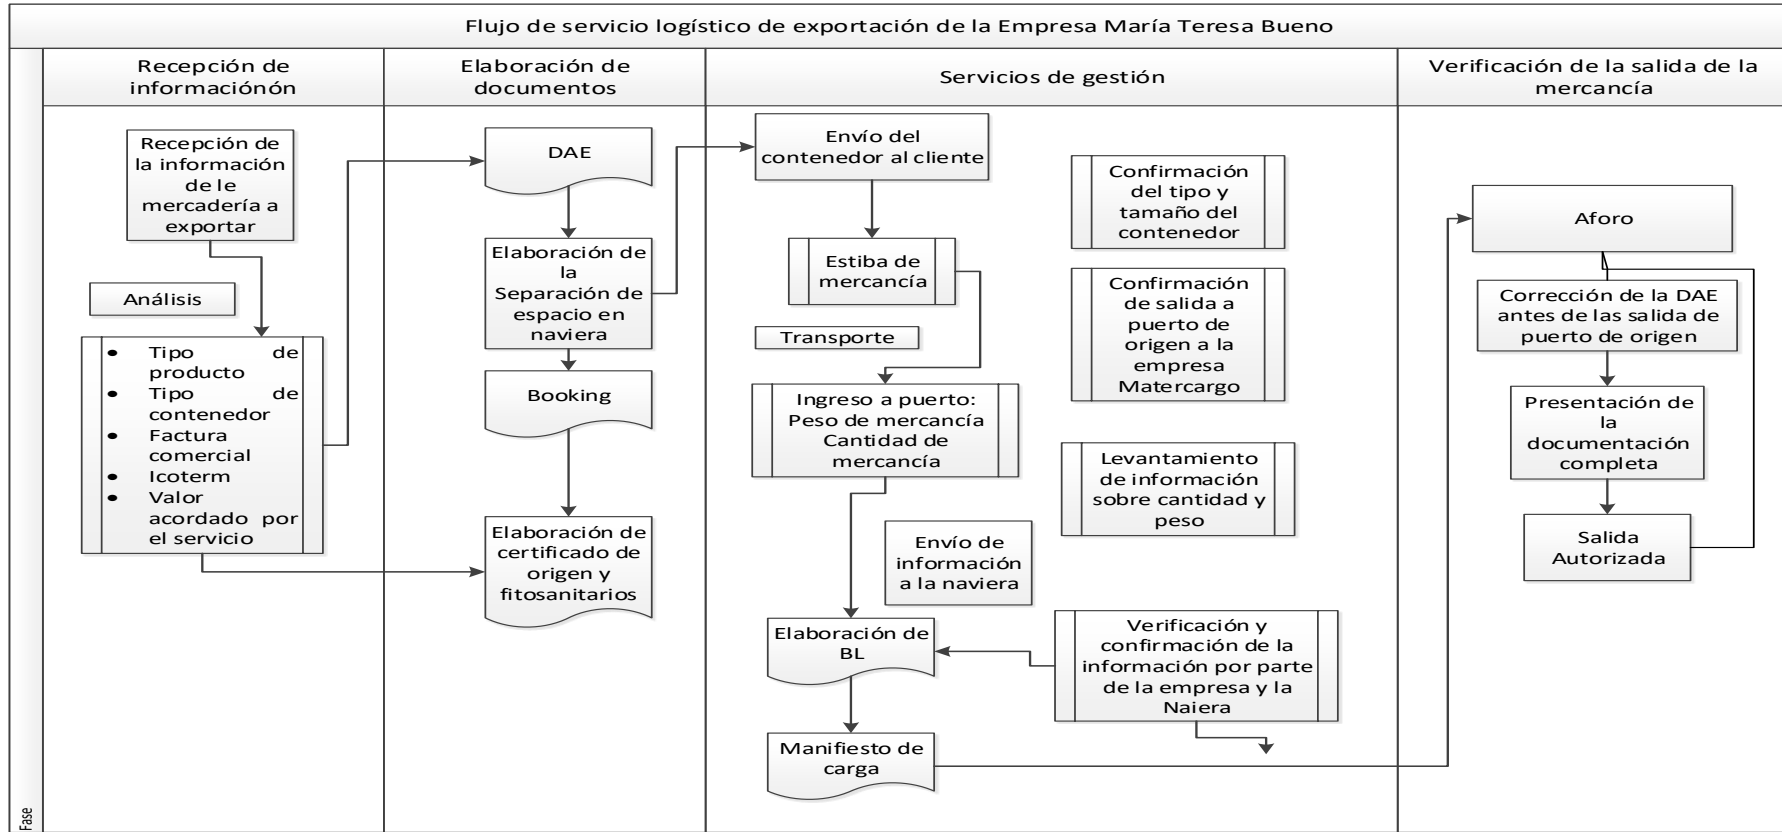 Flujo de servicio logístico de exportación de la Empresa María Teresa Bueno
Fase
Recepción de
informaciónón
Elaboración de
documentos
Servicios de gestión
Verificación de la salida de la
mercancía
Recepción de
la información
de le
mercadería a
exportar
Análisis
• Tipo de
producto
• Tipo de
contenedor
• Factura
comercial
• Icoterm
• Valor
acordado por
el servicio
DAE
Elaboración de
la
Separación de
espacio en
naviera
Booking
Elaboración de
certificado de
origen y
fitosanitarios
Envío del
contenedor al cliente
Estiba de
mercancía
Transporte
Ingreso a puerto:
Peso de mercancía
Cantidad de
mercancía
Envío de
información
a la naviera
Elaboración de
BL
Manifiesto de
carga
Confirmación
del tipo y
tamaño del
contenedor
Confirmación
de salida a
puerto de
origen a la
empresa
Matercargo
Levantamiento
de información
sobre cantidad y
peso
Verificación y
confirmación de la
información por parte
de la empresa y la
Naiera
Aforo
Corrección de la DAE
antes de las salida de
puerto de origen
Presentación de
la
documentación
completa
Salida
Autorizada